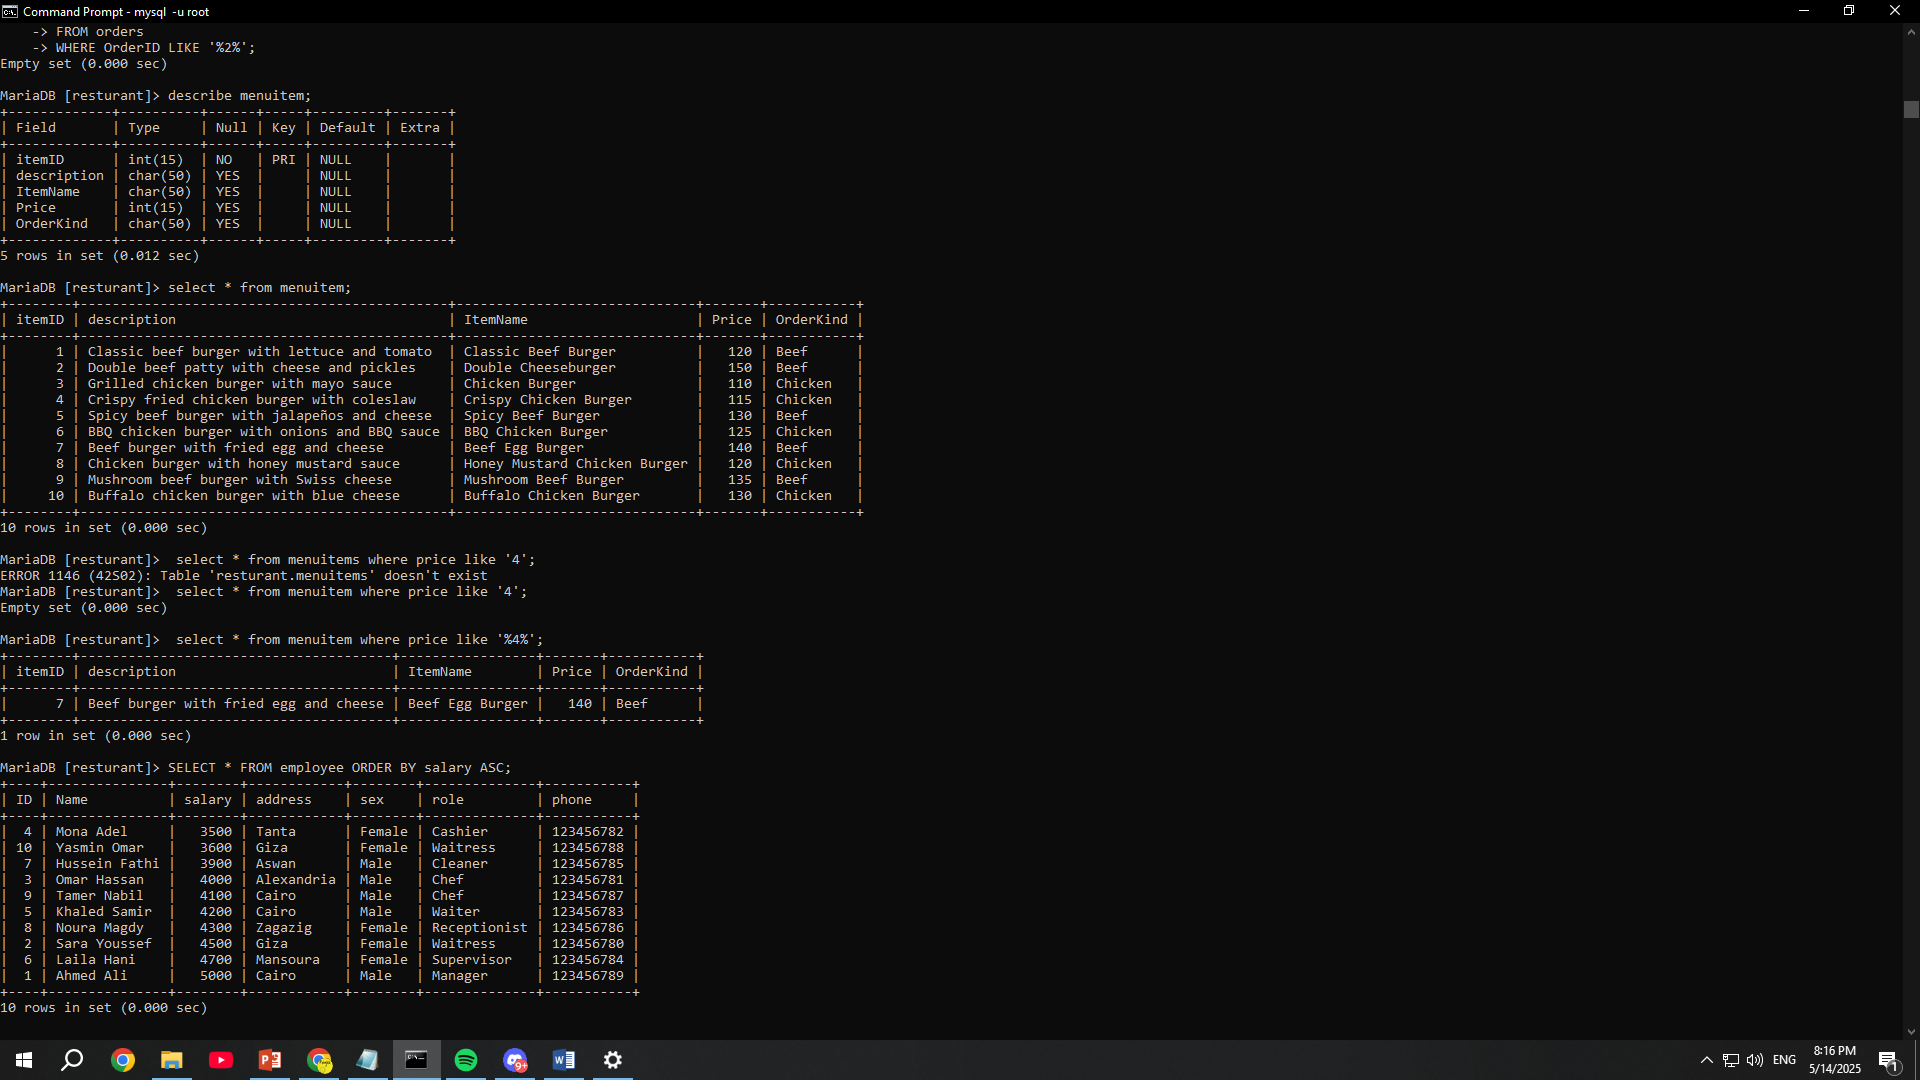 Command Prompt - mysql  -u root
    -> FROM orders
    -> WHERE OrderID LIKE '%2%';
Empty set (0.000 sec)
MariaDB [resturant]> describe menuitem;
+-------------+----------+------+-----+---------+-------+
| Field       | Type     | Null | Key | Default | Extra |
+-------------+----------+------+-----+---------+-------+
| itemID      | int(15)  | NO   | PRI | NULL    |       |
| description | char(50) | YES  |     | NULL    |       |
| ItemName    | char(50) | YES  |     | NULL    |       |
| Price       | int(15)  | YES  |     | NULL    |       |
| OrderKind   | char(50) | YES  |     | NULL    |       |
+-------------+----------+------+-----+---------+-------+
5 rows in set (0.012 sec)
MariaDB [resturant]> select * from menuitem;
+--------+----------------------------------------------+------------------------------+-------+-----------+
| itemID | description                                  | ItemName                     | Price | OrderKind |
+--------+----------------------------------------------+------------------------------+-------+-----------+
|      1 | Classic beef burger with lettuce and tomato  | Classic Beef Burger          |   120 | Beef      |
|      2 | Double beef patty with cheese and pickles    | Double Cheeseburger          |   150 | Beef      |
|      3 | Grilled chicken burger with mayo sauce       | Chicken Burger               |   110 | Chicken   |
|      4 | Crispy fried chicken burger with coleslaw    | Crispy Chicken Burger        |   115 | Chicken   |
|      5 | Spicy beef burger with jalapeños and cheese  | Spicy Beef Burger            |   130 | Beef      |
|      6 | BBQ chicken burger with onions and BBQ sauce | BBQ Chicken Burger           |   125 | Chicken   |
|      7 | Beef burger with fried egg and cheese        | Beef Egg Burger              |   140 | Beef      |
|      8 | Chicken burger with honey mustard sauce      | Honey Mustard Chicken Burger |   120 | Chicken   |
|      9 | Mushroom beef burger with Swiss cheese       | Mushroom Beef Burger         |   135 | Beef      |
|     10 | Buffalo chicken burger with blue cheese      | Buffalo Chicken Burger       |   130 | Chicken   |
+--------+----------------------------------------------+------------------------------+-------+-----------+
10 rows in set (0.000 sec)
MariaDB [resturant]>  select * from menuitems where price like '4';
ERROR 1146 (42S02): Table 'resturant.menuitems' doesn't exist
MariaDB [resturant]>  select * from menuitem where price like '4';
Empty set (0.000 sec)
MariaDB [resturant]>  select * from menuitem where price like '%4%';
+--------+---------------------------------------+-----------------+-------+-----------+
| itemID | description                           | ItemName        | Price | OrderKind |
+--------+---------------------------------------+-----------------+-------+-----------+
|      7 | Beef burger with fried egg and cheese | Beef Egg Burger |   140 | Beef      |
+--------+---------------------------------------+-----------------+-------+-----------+
1 row in set (0.000 sec)
MariaDB [resturant]> SELECT * FROM employee ORDER BY salary ASC;
+----+---------------+--------+------------+--------+--------------+-----------+
| ID | Name          | salary | address    | sex    | role         | phone     |
+----+---------------+--------+------------+--------+--------------+-----------+
|  4 | Mona Adel     |   3500 | Tanta      | Female | Cashier      | 123456782 |
| 10 | Yasmin Omar   |   3600 | Giza       | Female | Waitress     | 123456788 |
|  7 | Hussein Fathi |   3900 | Aswan      | Male   | Cleaner      | 123456785 |
|  3 | Omar Hassan   |   4000 | Alexandria | Male   | Chef         | 123456781 |
|  9 | Tamer Nabil   |   4100 | Cairo      | Male   | Chef         | 123456787 |
|  5 | Khaled Samir  |   4200 | Cairo      | Male   | Waiter       | 123456783 |
|  8 | Noura Magdy   |   4300 | Zagazig    | Female | Receptionist | 123456786 |
|  2 | Sara Youssef  |   4500 | Giza       | Female | Waitress     | 123456780 |
|  6 | Laila Hani    |   4700 | Mansoura   | Female | Supervisor   | 123456784 |
|  1 | Ahmed Ali     |   5000 | Cairo      | Male   | Manager      | 123456789 |
+----+---------------+--------+------------+--------+--------------+-----------+
10 rows in set (0.000 sec)
9+
ENG
8:16 PM
5/14/2025
1